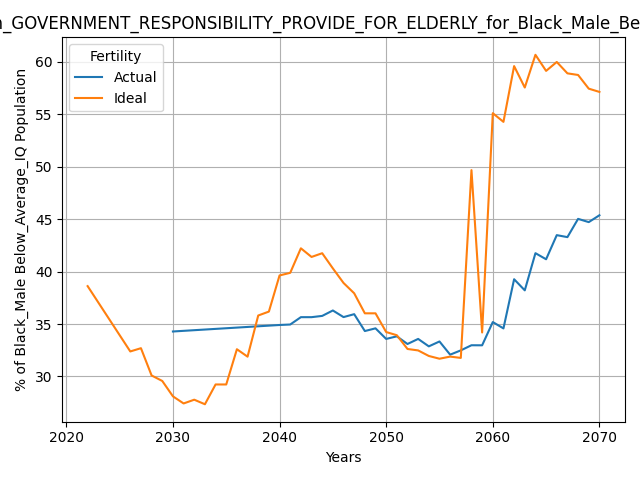 GOVERNMENT_RESPONSIBILITY_PROVIDE_FOR_ELDERLY_for_Black_Male_Be
Fertility
Actual
Ideal
% of Black_Male Below_Average_IQ Population
60
55
50
45
40
35
30
2020 2030 2040 2050 2060 2070
Years